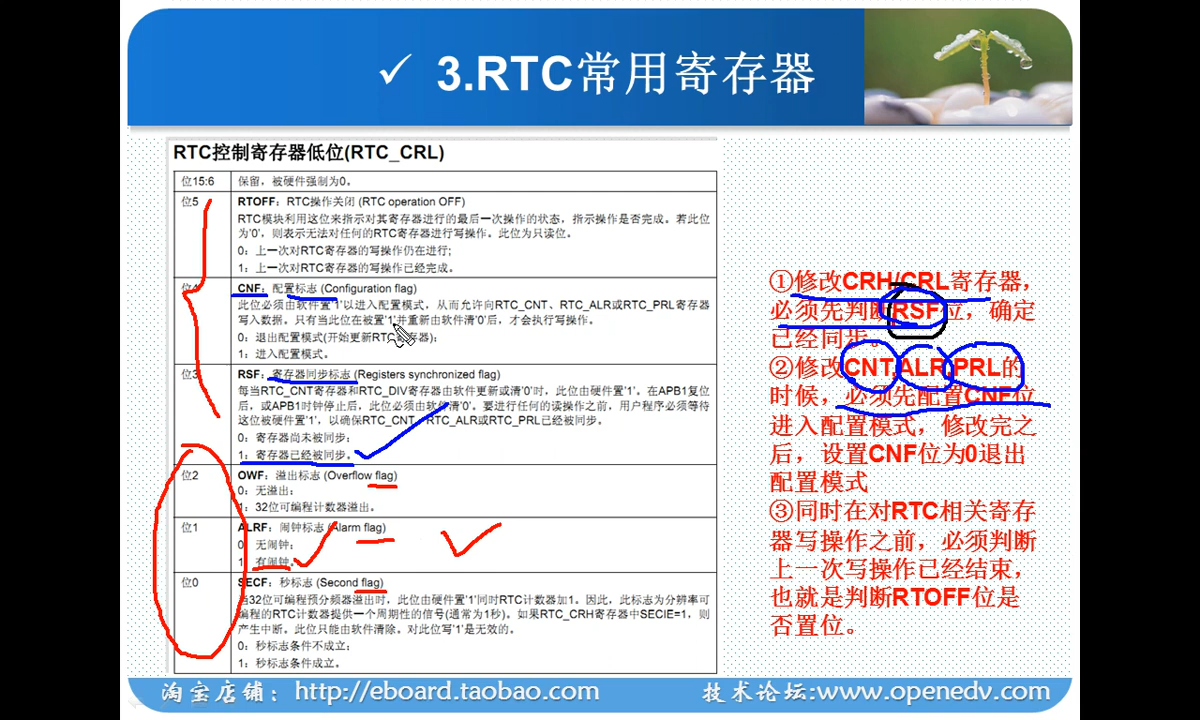 ✓ 3.RTC常用寄存器
RTC控制寄存器低位(RTC_CRL)
位15:6 保留，被硬件强制为0。
位5 RTOFF：RTC操作关闭 (RTC operation OFF)
RTC模块利用这位来指示对其寄存器进行的最后一次操作的状态，指示操作是否完成。若此位
为'0'，则表示无法对任何的RTC寄存器进行写操作。此位为只读位。
0：上一次对RTC寄存器的写操作仍在进行;
1：上一次对RTC寄存器的写操作已经完成。
位4 CNF：配置标志 (Configuration flag)
此位必须由软件置'1'以进入配置模式，从而允许向RTC_CNT、RTC_ALR或RTC_PRL寄存器
写入数据。只有当此位在被置'1'并重新由软件清'0'后，才会执行写操作。
0：退出配置模式(开始更新RTC寄存器);
1：进入配置模式。
位3 RSF：寄存器同步标志 (Registers synchronized flag)
每当RTC_CNT寄存器和RTC_DIV寄存器由软件更新或清'0'时，此位由硬件置'1'。在APB1复位
后，或APB1时钟停止后，此位必须由软件清'0'。要进行任何的读操作之前，用户程序必须等待
这位被硬件置'1'，以确保RTC_CNT、RTC_ALR或RTC_PRL已经被同步。
0：寄存器尚未被同步;
1：寄存器已经被同步。
位2 OWF：溢出标志 (Overflow flag)
0：无溢出;
1：32位可编程计数器溢出。
位1 ALRF：闹钟标志 (Alarm flag)
0：无闹钟;
1：有闹钟。
位0 SECF：秒标志 (Second flag)
当32位可编程预分频器溢出时，此位由硬件置'1'同时RTC计数器加1。因此，此标志为分辨率可
编程的RTC计数器提供一个周期性的信号(通常为1秒)。如果RTC_CRH寄存器中SECIE=1，则
产生中断。此位只能由软件清除。对此位写'1'是无效的。
0：秒标志条件不成立;
1：秒标志条件成立。
①修改CRH/CRL寄存器，
必须先判断RSF位，确定
已经同步。
②修改CNT,ALR,PRL的
时候，必须先配置CNF位
进入配置模式，修改完之
后，设置CNF位为0退出
配置模式
③同时在对RTC相关寄存
器写操作之前，必须判断
上一次写操作已经结束，
也就是判断RTOFF位是
否置位。
淘宝店铺：http://eboard.taobao.com
技术论坛:www.openedv.com